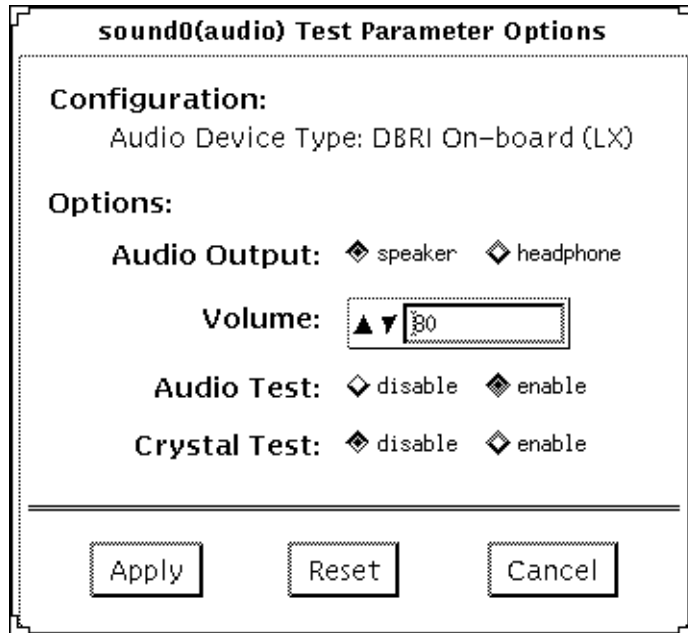 sound0(audio) Test Parameter Options
Configuration:
Audio Device Type: DBRI On-board (LX)
Options:
Audio Output: speaker headphone
Volume: 80
Audio Test: disable enable
Crystal Test: disable enable
Apply Reset Cancel